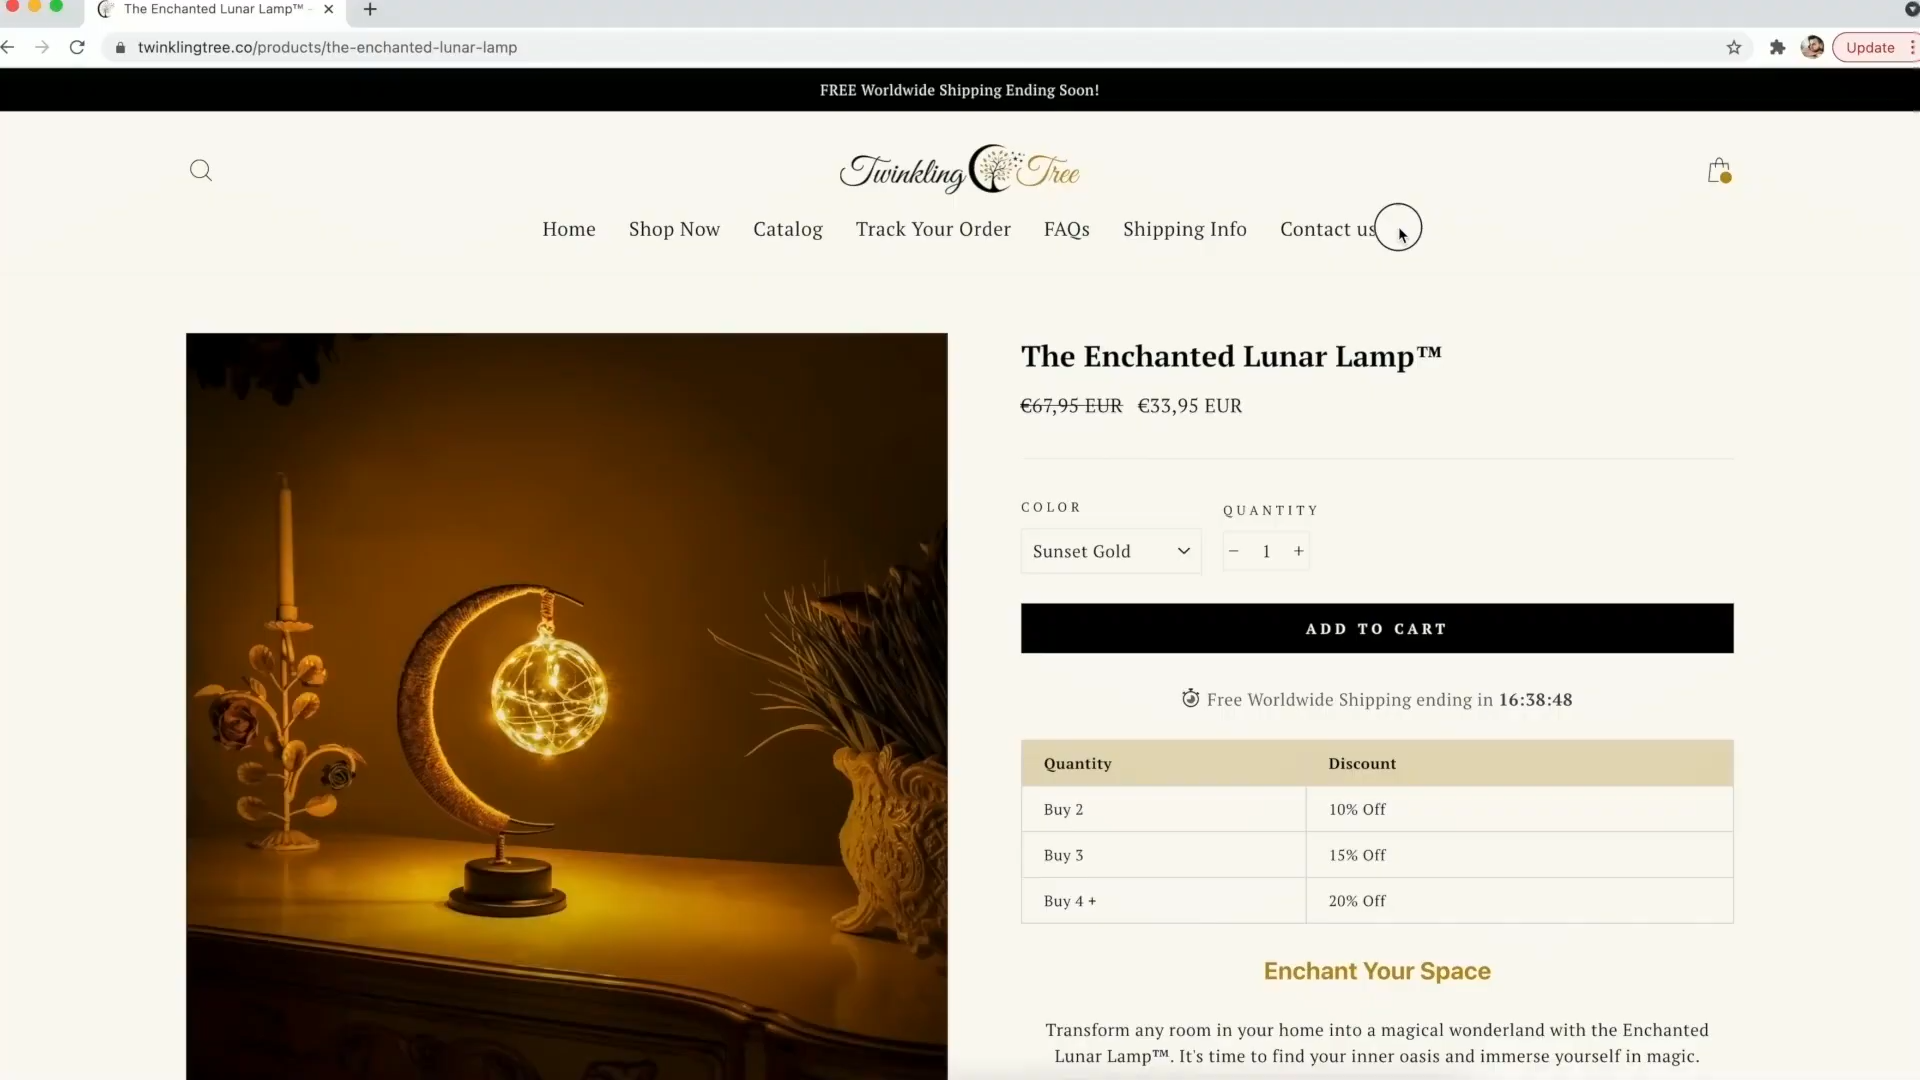 The Enchanted Lunar Lamp™ -
twinklingtree.co/products/the-enchanted-lunar-lamp
Update
FREE Worldwide Shipping Ending Soon!
Twinkling Tree
Home Shop Now Catalog Track Your Order FAQs Shipping Info Contact us
The Enchanted Lunar Lamp™
€67,95 EUR €33,95 EUR
COLOR QUANTITY
Sunset Gold − 1 +
ADD TO CART
Free Worldwide Shipping ending in 16:38:48
Quantity Discount
Buy 2 10% Off
Buy 3 15% Off
Buy 4 + 20% Off
Enchant Your Space
Transform any room in your home into a magical wonderland with the Enchanted
Lunar Lamp™. It's time to find your inner oasis and immerse yourself in magic.